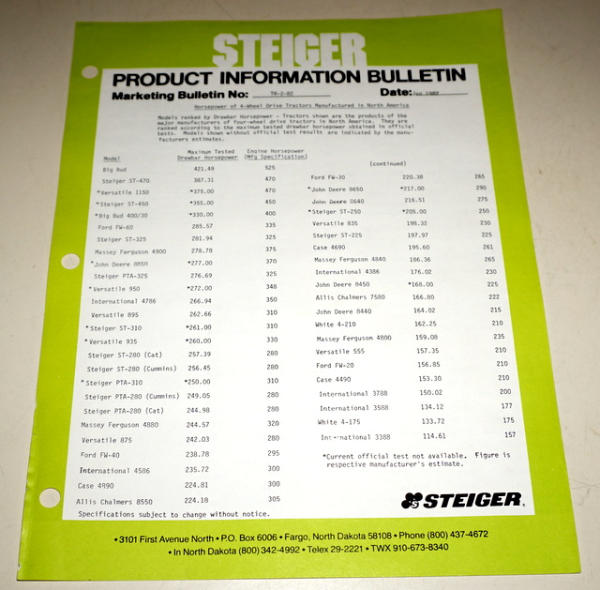 STEIGER
PRODUCT INFORMATION BULLETIN
Marketing Bulletin No: TR-2-82 Date: Jan 1982
Horsepower of 4-Wheel Drive Tractors Manufactured in North America
Models ranked by Drawbar Horsepower - Tractors shown are the products of the
major manufacturers of four-wheel drive tractors in North America. They are
ranked according to the maximum tested drawbar horsepower obtained in official
tests. Models shown without official test results are indicated by the manu-
facturers estimates.
Maximum Tested Engine Horsepower
Model Drawbar Horsepower (Mfg Specification)
Big Bud 421.49 525
Steiger ST-470 387.31 470
*Versatile 1150 *375.00 470
*Steiger ST-450 *355.00 450
*Big Bud 400/30 *330.00 400
Ford FW-60 285.57 335
Steiger ST-325 281.94 325
Massey Ferguson 4900 278.78 375
*John Deere 8850 *277.00 370
Steiger PTA-325 276.69 325
*Versatile 950 *272.00 348
International 4786 266.94 350
Versatile 895 262.66 310
*Steiger ST-310 *261.00 310
*Versatile 935 *260.00 330
Steiger ST-280 (Cat) 257.39 280
Steiger ST-280 (Cummins) 256.45 280
*Steiger PTA-310 *250.00 310
Steiger PTA-280 (Cummins) 249.05 280
Steiger PTA-280 (Cat) 244.98 280
Massey Ferguson 4880 244.57 320
Versatile 875 242.03 280
Ford FW-40 238.78 295
International 4586 235.72 300
Case 4890 224.81 300
Allis Chalmers 8550 224.18 305
Specifications subject to change without notice.
(continued)
Ford FW-30 220.38 265
*John Deere 8650 *217.00 290
John Deere 8640 216.51 275
*Steiger ST-250 *205.00 250
Versatile 835 198.32 230
Steiger ST-225 197.97 225
Case 4690 195.60 261
Massey Ferguson 4840 186.36 265
International 4386 176.02 230
John Deere 8450 *168.00 225
Allis Chalmers 7580 166.80 222
John Deere 8440 164.02 215
White 4-210 162.25 210
Massey Ferguson 4800 159.08 235
Versatile 555 157.35 210
Ford FW-20 156.85 210
Case 4490 153.30 210
International 3788 150.02 200
International 3588 134.12 177
White 4-175 133.72 175
International 3388 114.61 157
*Current official test not available. Figure is
respective manufacturer's estimate.
STEIGER
• 3101 First Avenue North • P.O. Box 6006 • Fargo, North Dakota 58108 • Phone (800) 437-4672
• In North Dakota (800) 342-4992 • Telex 29-2221 • TWX 910-673-8340